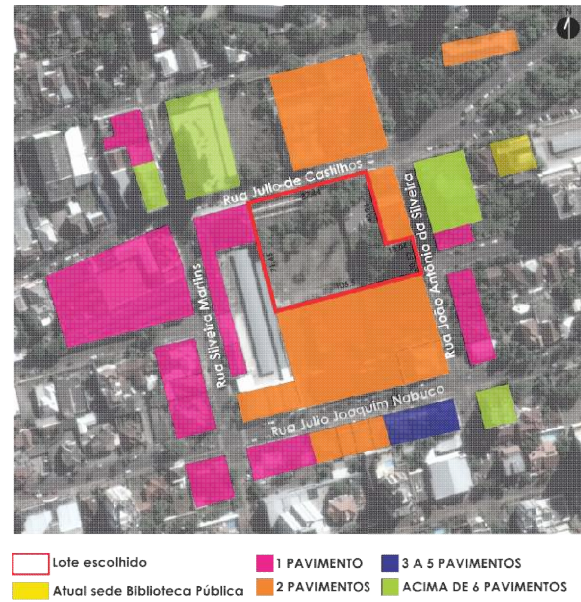 N
Rua Julio de Castilhos
Rua João Antônio da Silveira
Rua Silveira Martins
Rua Julio Joaquim Nabuco
Lote escolhido
1 PAVIMENTO
3 A 5 PAVIMENTOS
Atual sede Biblioteca Pública
2 PAVIMENTOS
ACIMA DE 6 PAVIMENTOS